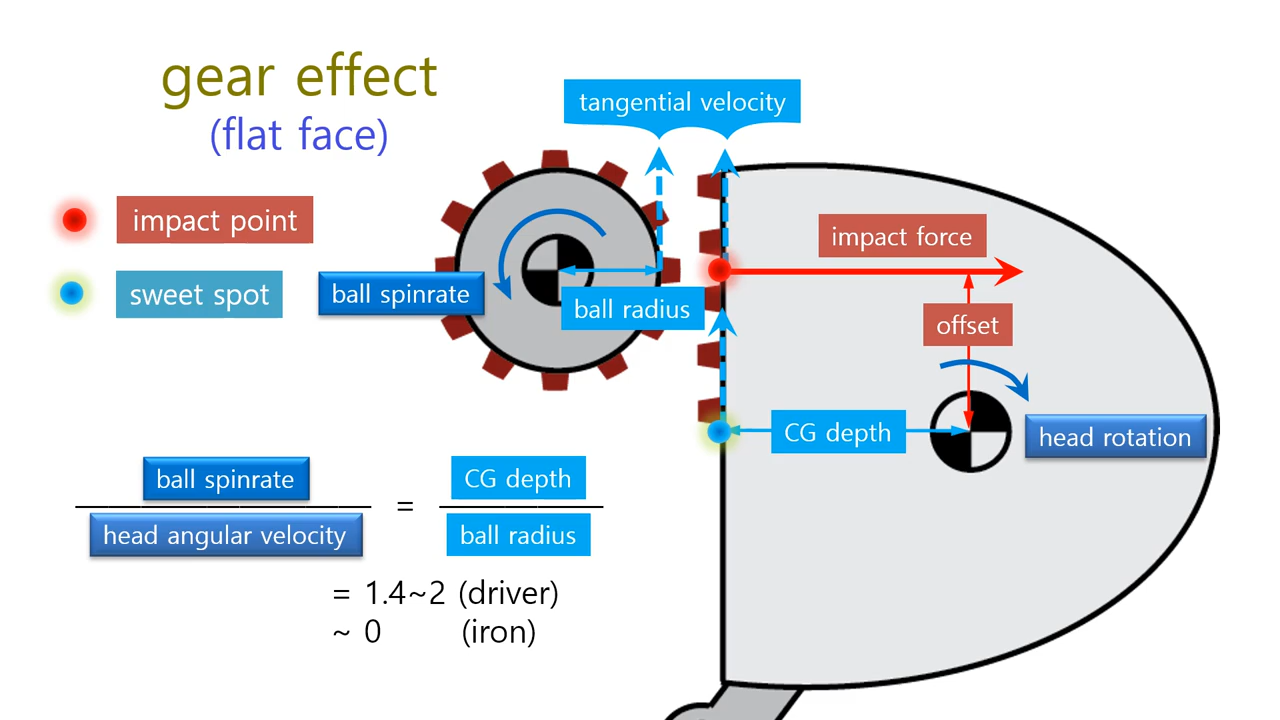 gear effect
(flat face)
tangential velocity
impact point
impact force
sweet spot
ball spinrate
ball radius
offset
CG depth
head rotation
ball spinrate
head angular velocity
=
CG depth
ball radius
= 1.4~2 (driver)
~ 0 (iron)